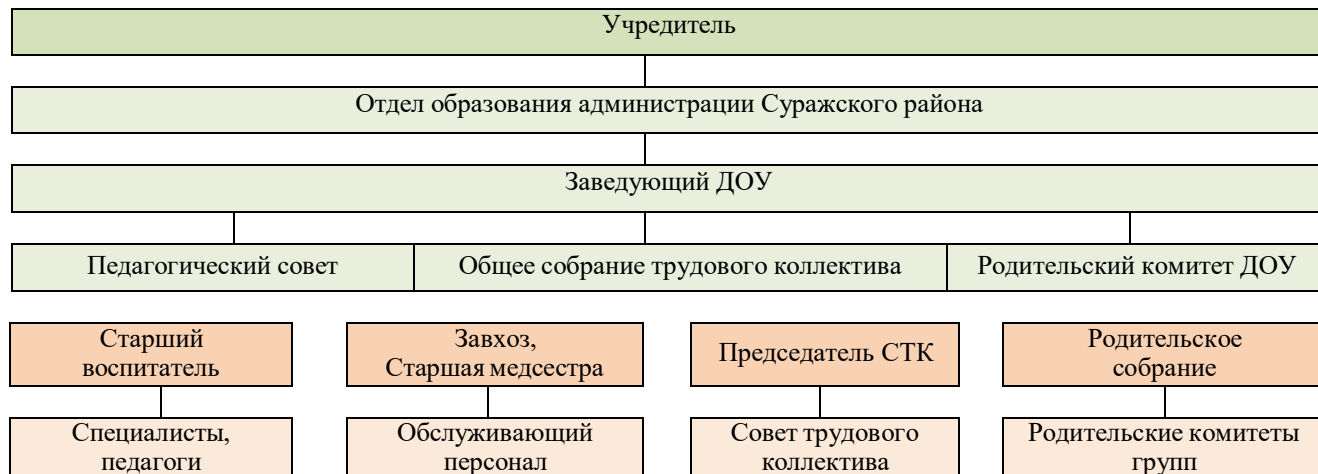 Учредитель
Отдел образования администрации Суражского района
Заведующий ДОУ
Педагогический совет
Общее собрание трудового коллектива
Родительский комитет ДОУ
Старший
воспитатель
Завхоз,
Старшая медсестра
Председатель СТК
Родительское
собрание
Специалисты,
педагоги
Обслуживающий
персонал
Совет трудового
коллектива
Родительские комитеты
групп